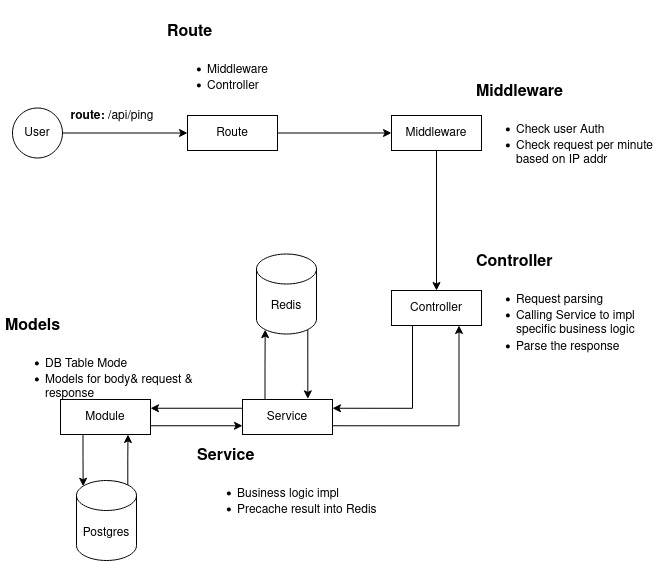 Route
• Middleware
• Controller
route: /api/ping
User
Route
Middleware
Middleware
• Check user Auth
• Check request per minute
based on IP addr
Controller
• Request parsing
• Calling Service to impl
specific business logic
• Parse the response
Controller
Redis
Models
• DB Table Mode
• Models for body& request &
response
Module
Service
Service
• Business logic impl
• Precache result into Redis
Postgres